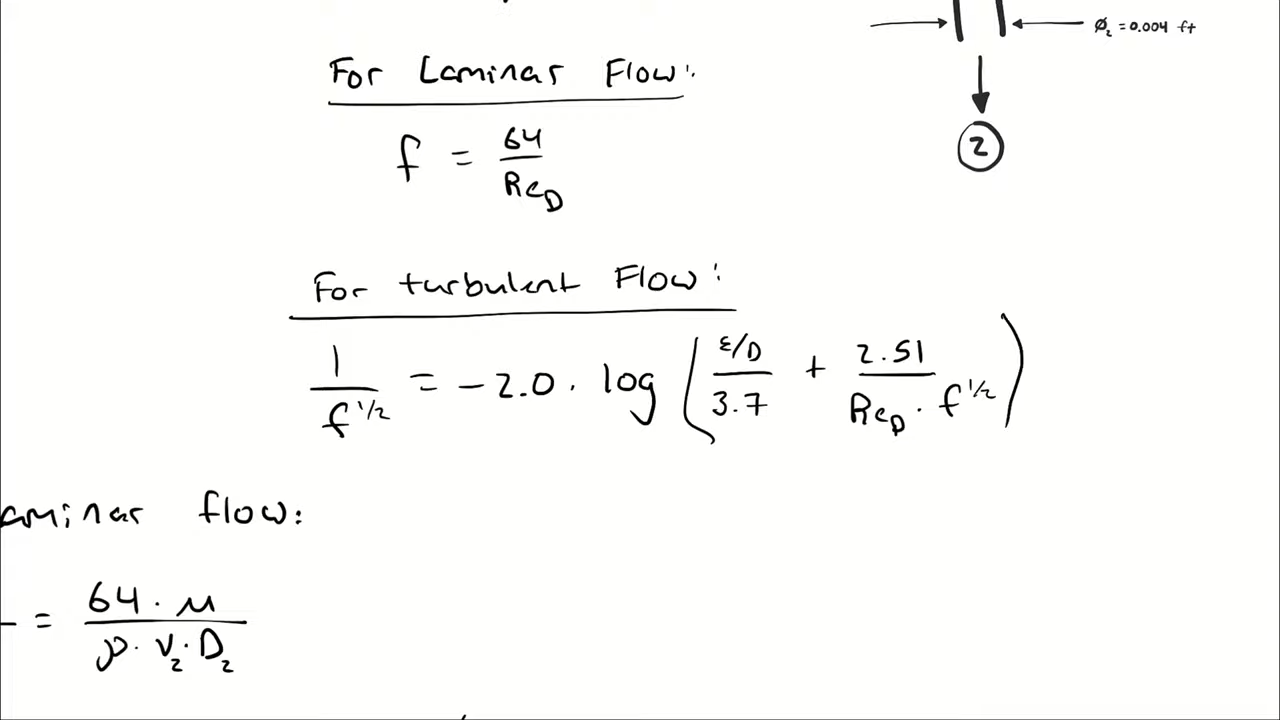 ∅₂ = 0.004 ft
For Laminar Flow:
f = 64 / Re_D
2
For turbulent Flow:
1 / f^1/2 = -2.0 · log ( ε/D / 3.7 + 2.51 / Re_D · f^1/2 )
aminar flow:
= 64 · μ / ρ · V₂ · D₂